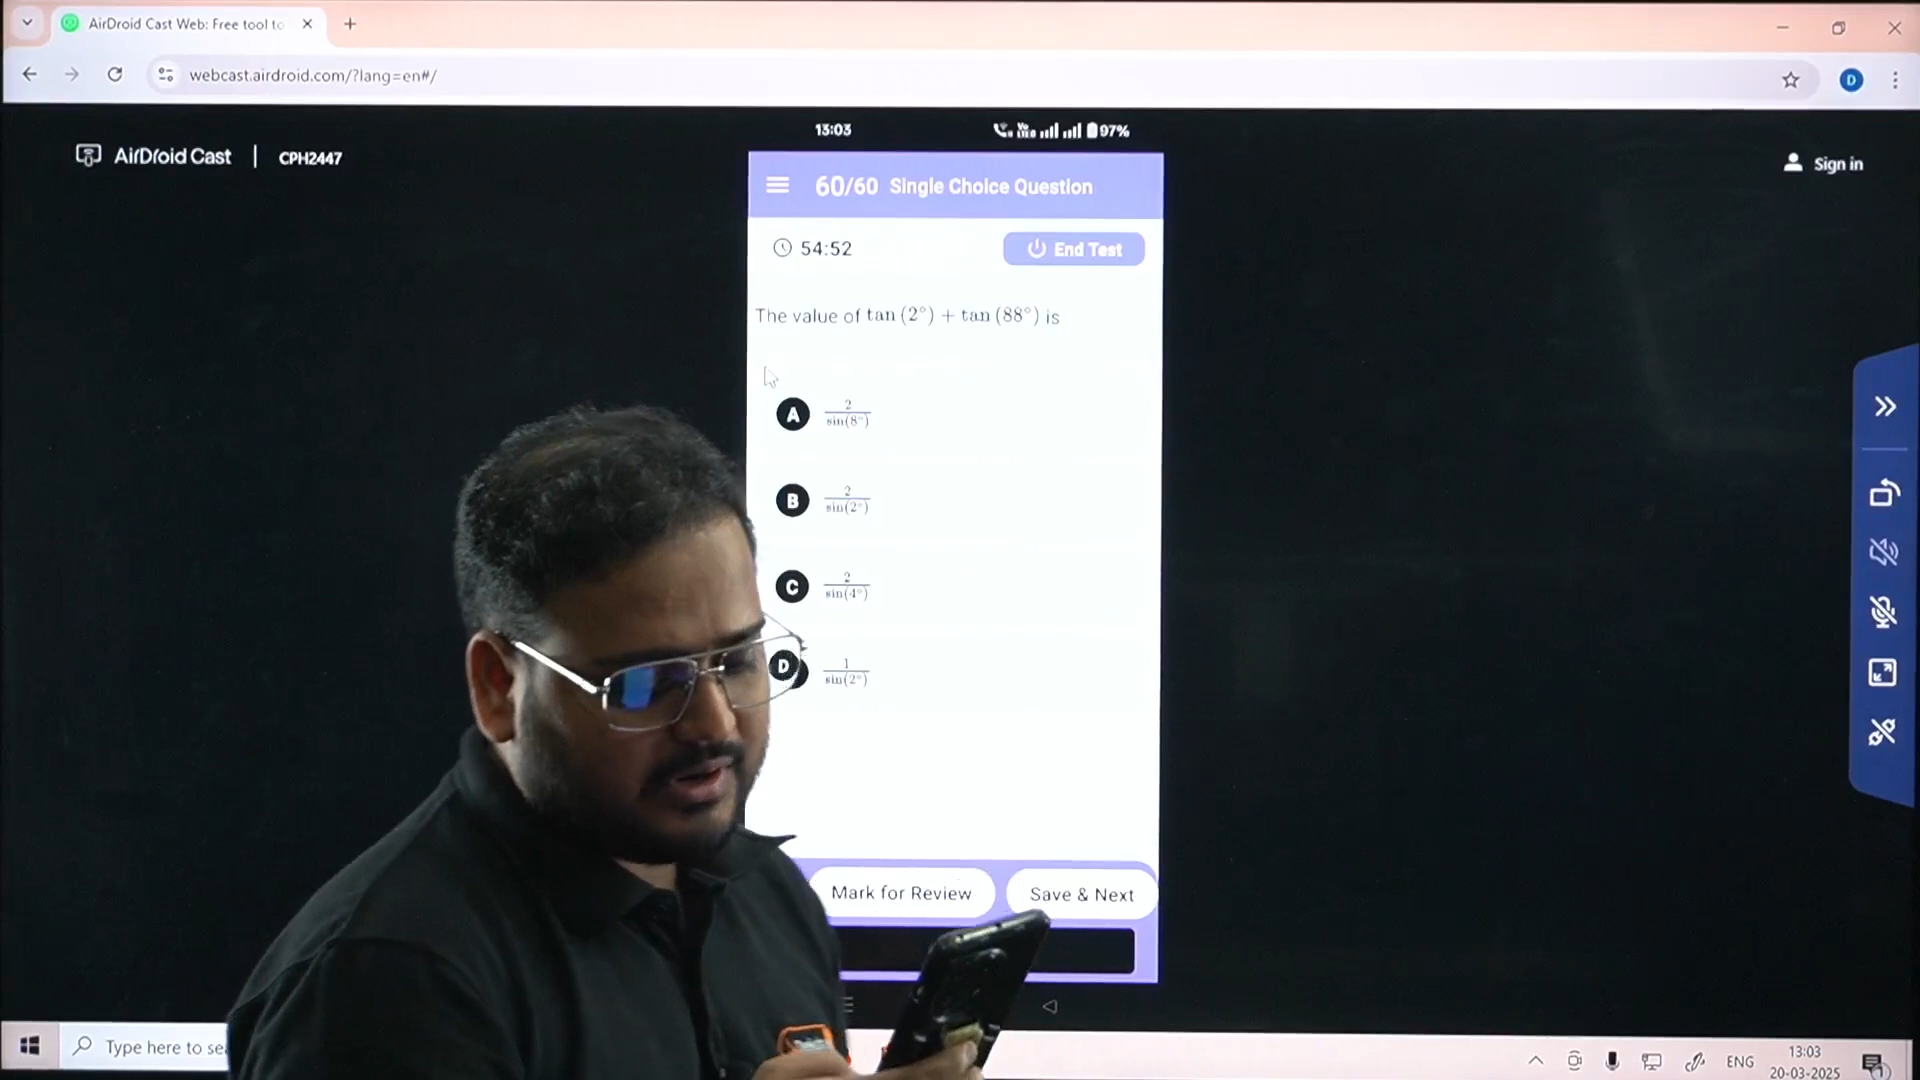 AirDroid Cast Web: Free tool to
webcast.airdroid.com/?lang=en#/
D
AirDroid Cast | CPH2447
Sign in
13:03
97%
60/60 Single Choice Question
54:52
End Test
The value of tan (2°) + tan (88°) is
A 2/sin(8°)
B 2/sin(2°)
C 2/sin(4°)
D 1/sin(2°)
Mark for Review
Save & Next
Type here to se
ENG
13:03
20-03-2025